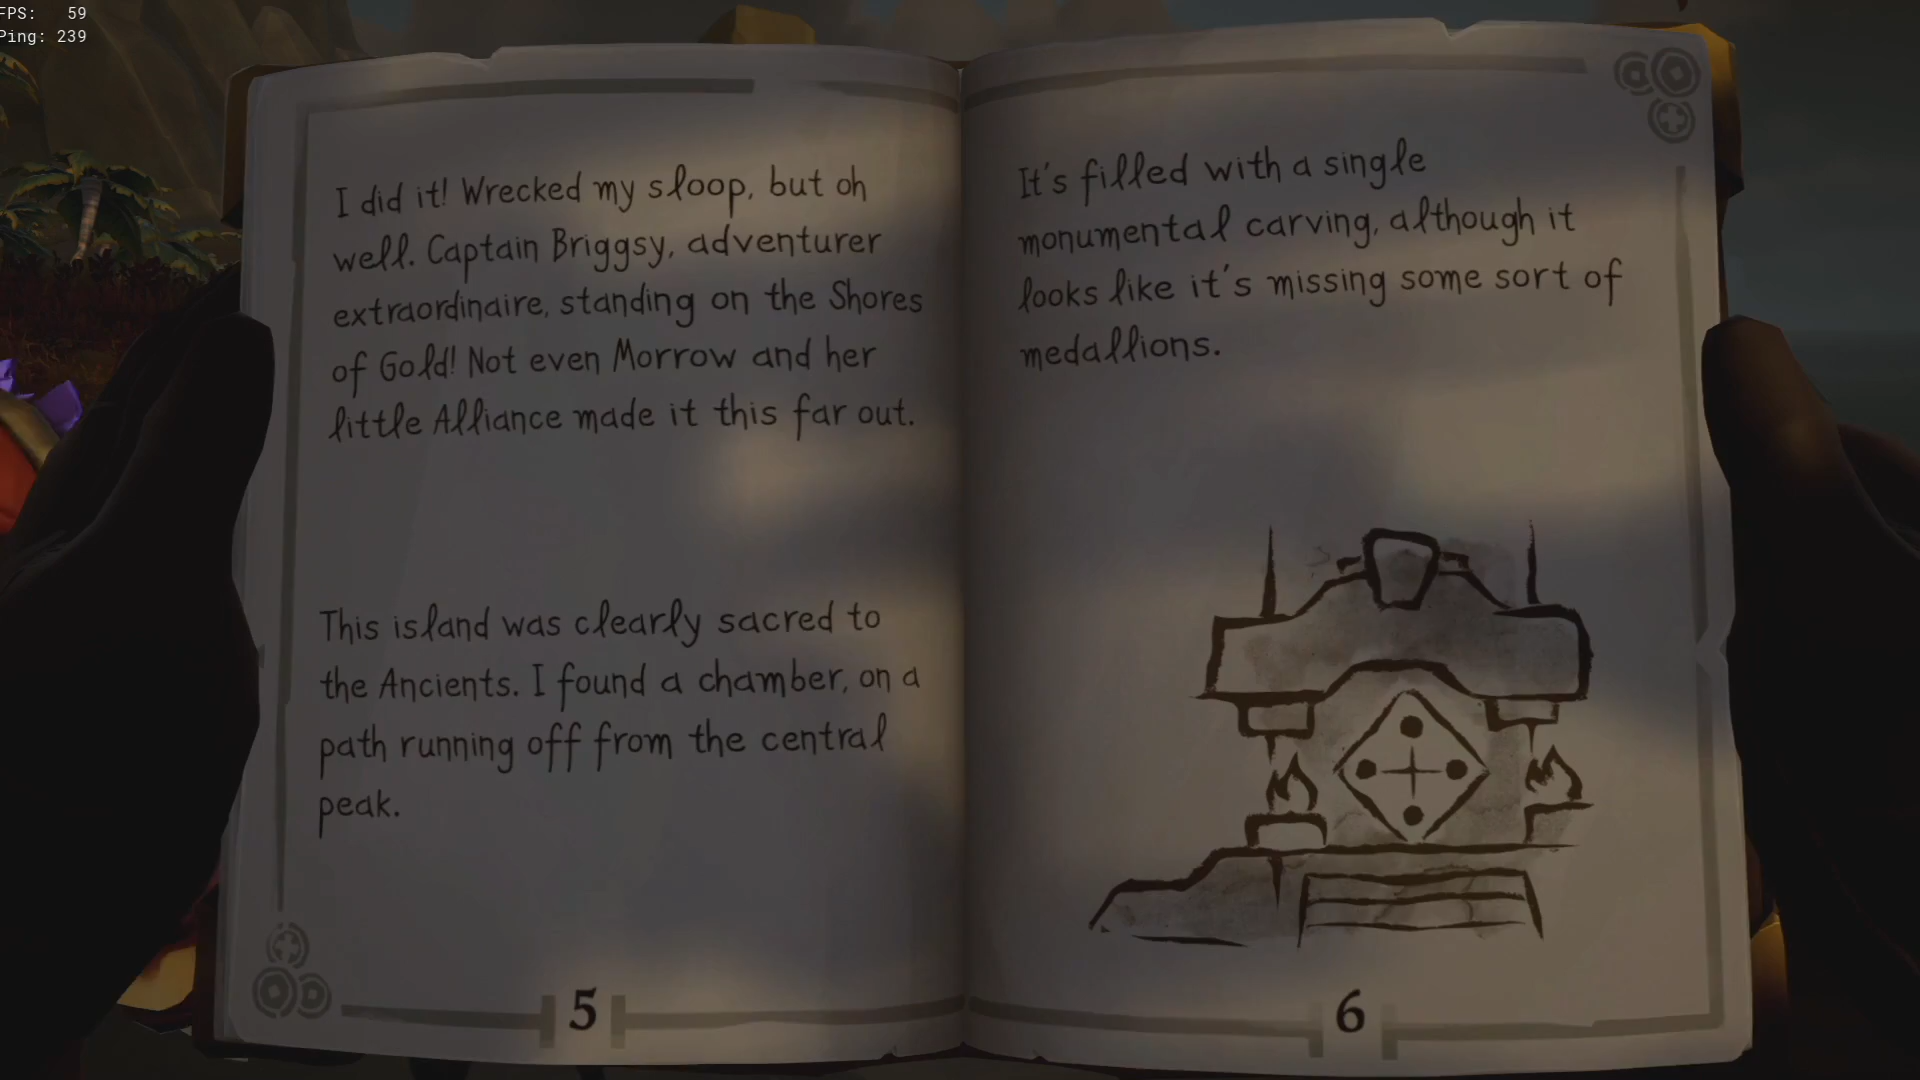 FPS: 59
Ping: 239
I did it! Wrecked my sloop, but oh
well. Captain Briggsy, adventurer
extraordinaire, standing on the Shores
of Gold! Not even Morrow and her
little Alliance made it this far out.
This island was clearly sacred to
the Ancients. I found a chamber, on a
path running off from the central
peak.
5
It's filled with a single
monumental carving, although it
looks like it's missing some sort of
medallions.
6